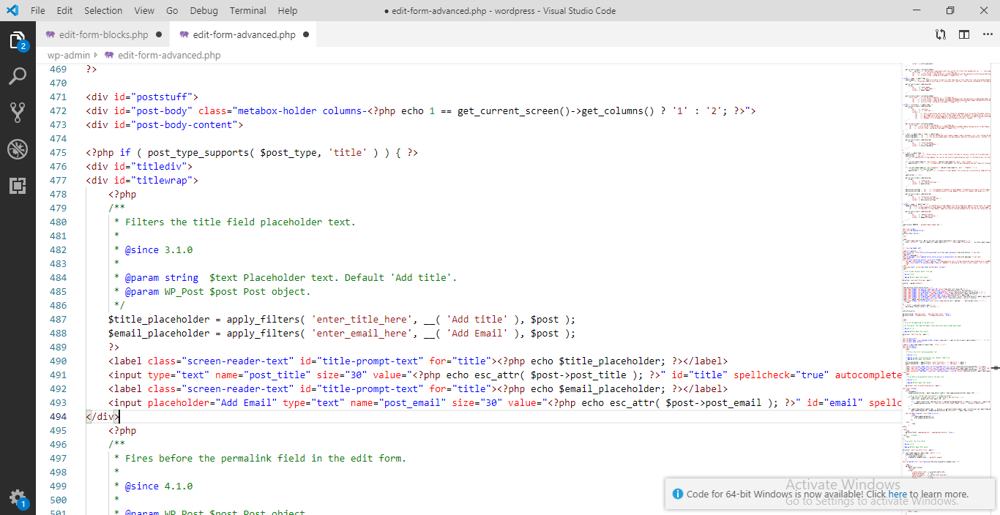 File Edit Selection View Go Debug Terminal Help ● edit-form-advanced.php - wordpress - Visual Studio Code
edit-form-blocks.php ● edit-form-advanced.php ●
2
wp-admin edit-form-advanced.php
469 ?>
470
471 <div id="poststuff">
472 <div id="post-body" class="metabox-holder columns-<?php echo 1 == get_current_screen()->get_columns() ? '1' : '2'; ?>">
473 <div id="post-body-content">
474
475 <?php if ( post_type_supports( $post_type, 'title' ) ) { ?>
476 <div id="titlediv">
477 <div id="titlewrap">
478 <?php
479 /**
480 * Filters the title field placeholder text.
481 *
482 * @since 3.1.0
483 *
484 * @param string  $text Placeholder text. Default 'Add title'.
485 * @param WP_Post $post Post object.
486 */
487 $title_placeholder = apply_filters( 'enter_title_here', __( 'Add title' ), $post );
488 $email_placeholder = apply_filters( 'enter_email_here', __( 'Add Email' ), $post );
489 ?>
490 <label class="screen-reader-text" id="title-prompt-text" for="title"><?php echo $title_placeholder; ?></label>
491 <input type="text" name="post_title" size="30" value="<?php echo esc_attr( $post->post_title ); ?>" id="title" spellcheck="true" autocomplete
492 <label class="screen-reader-text" id="title-prompt-text" for="title"><?php echo $email_placeholder; ?></label>
493 <input placeholder="Add Email" type="text" name="post_email" size="30" value="<?php echo esc_attr( $post->post_email ); ?>" id="email" spellc
494 </div>
495 <?php
496 /**
497 * Fires before the permalink field in the edit form.
498 *
499 * @since 4.1.0
500 *
501 * @param WP_Post $post Post object.
Activate Windows
Code for 64-bit Windows is now available! Click here to learn more.
Go to Settings to activate Windows.
1